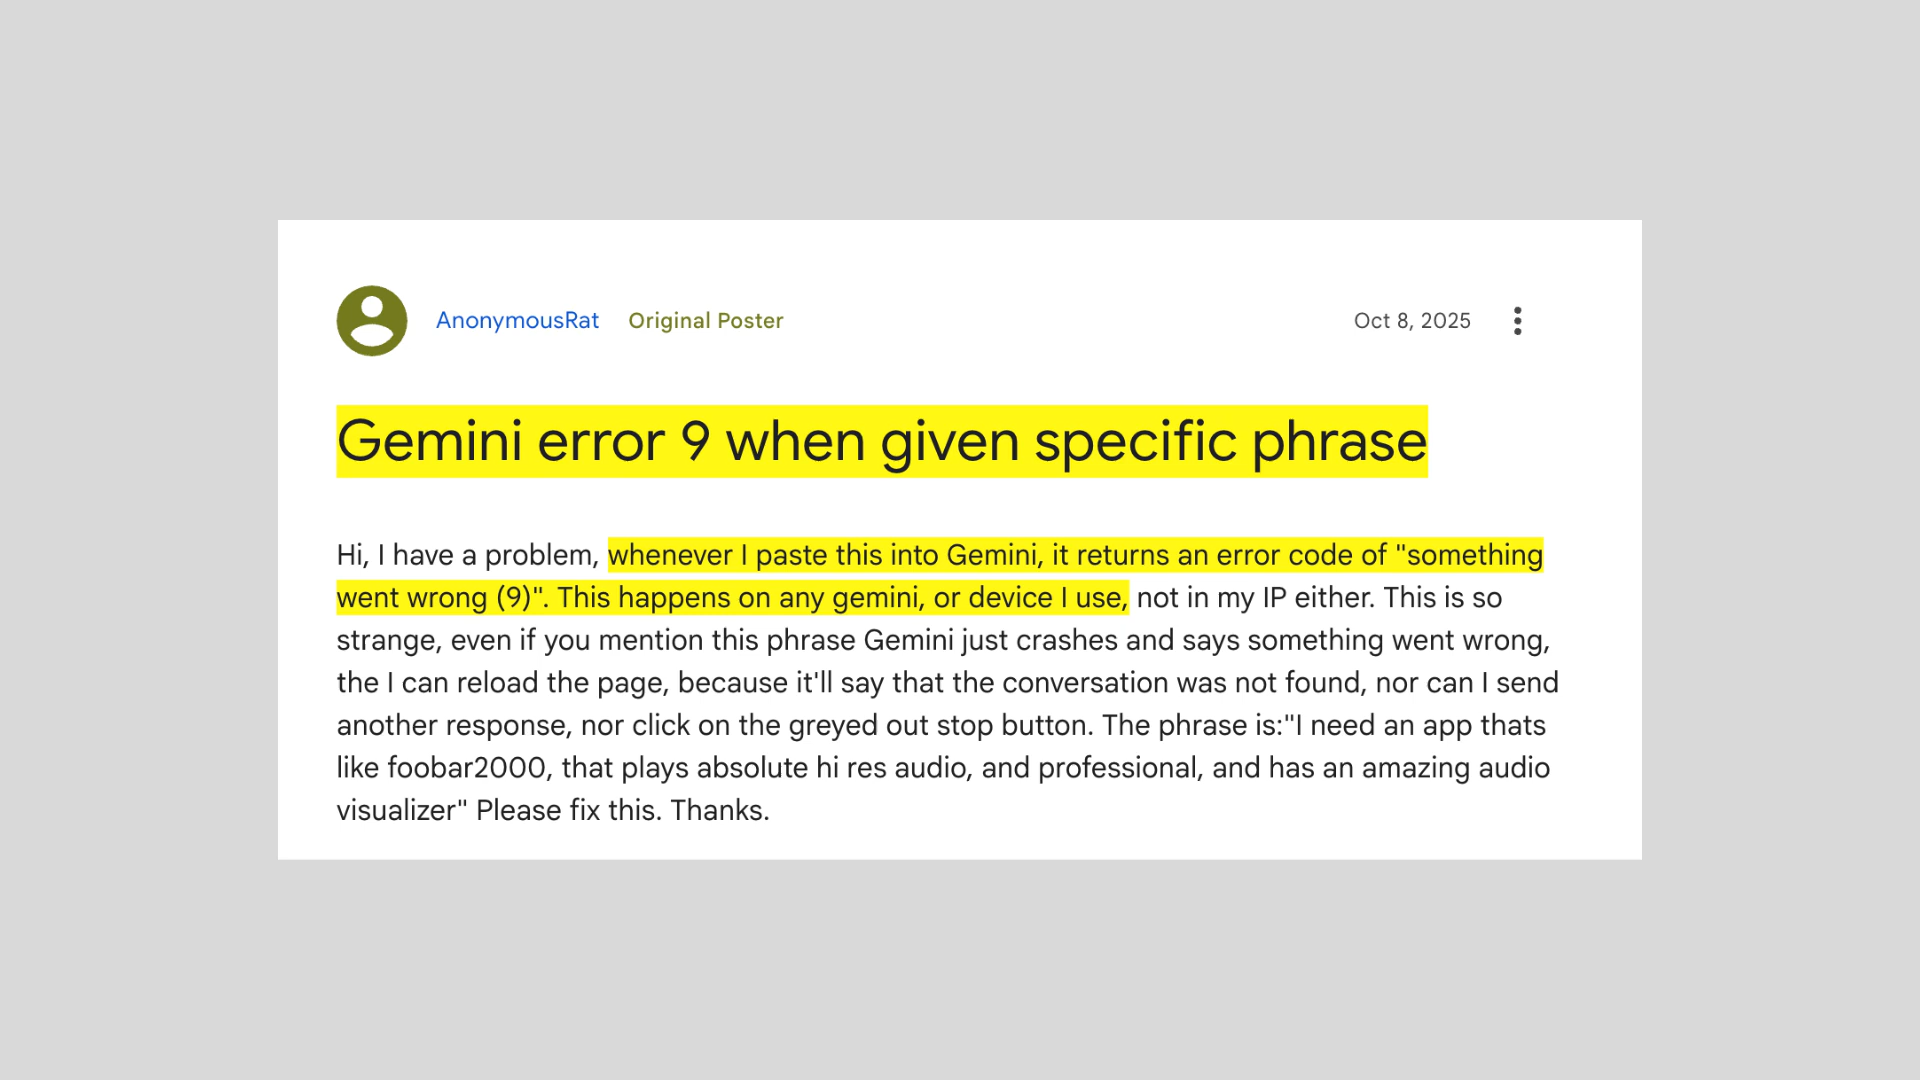 AnonymousRat Original Poster Oct 8, 2025
Gemini error 9 when given specific phrase
Hi, I have a problem, whenever I paste this into Gemini, it returns an error code of "something
went wrong (9)". This happens on any gemini, or device I use, not in my IP either. This is so
strange, even if you mention this phrase Gemini just crashes and says something went wrong,
the I can reload the page, because it'll say that the conversation was not found, nor can I send
another response, nor click on the greyed out stop button. The phrase is:"I need an app thats
like foobar2000, that plays absolute hi res audio, and professional, and has an amazing audio
visualizer" Please fix this. Thanks.